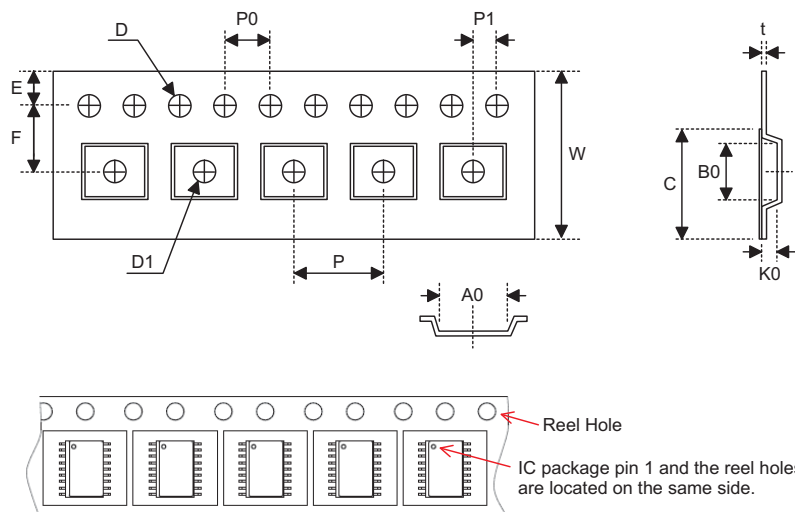 D
P0
P1
t
E
F
W
C
B0
D1
P
K0
A0
Reel Hole
IC package pin 1 and the reel holes
are located on the same side.